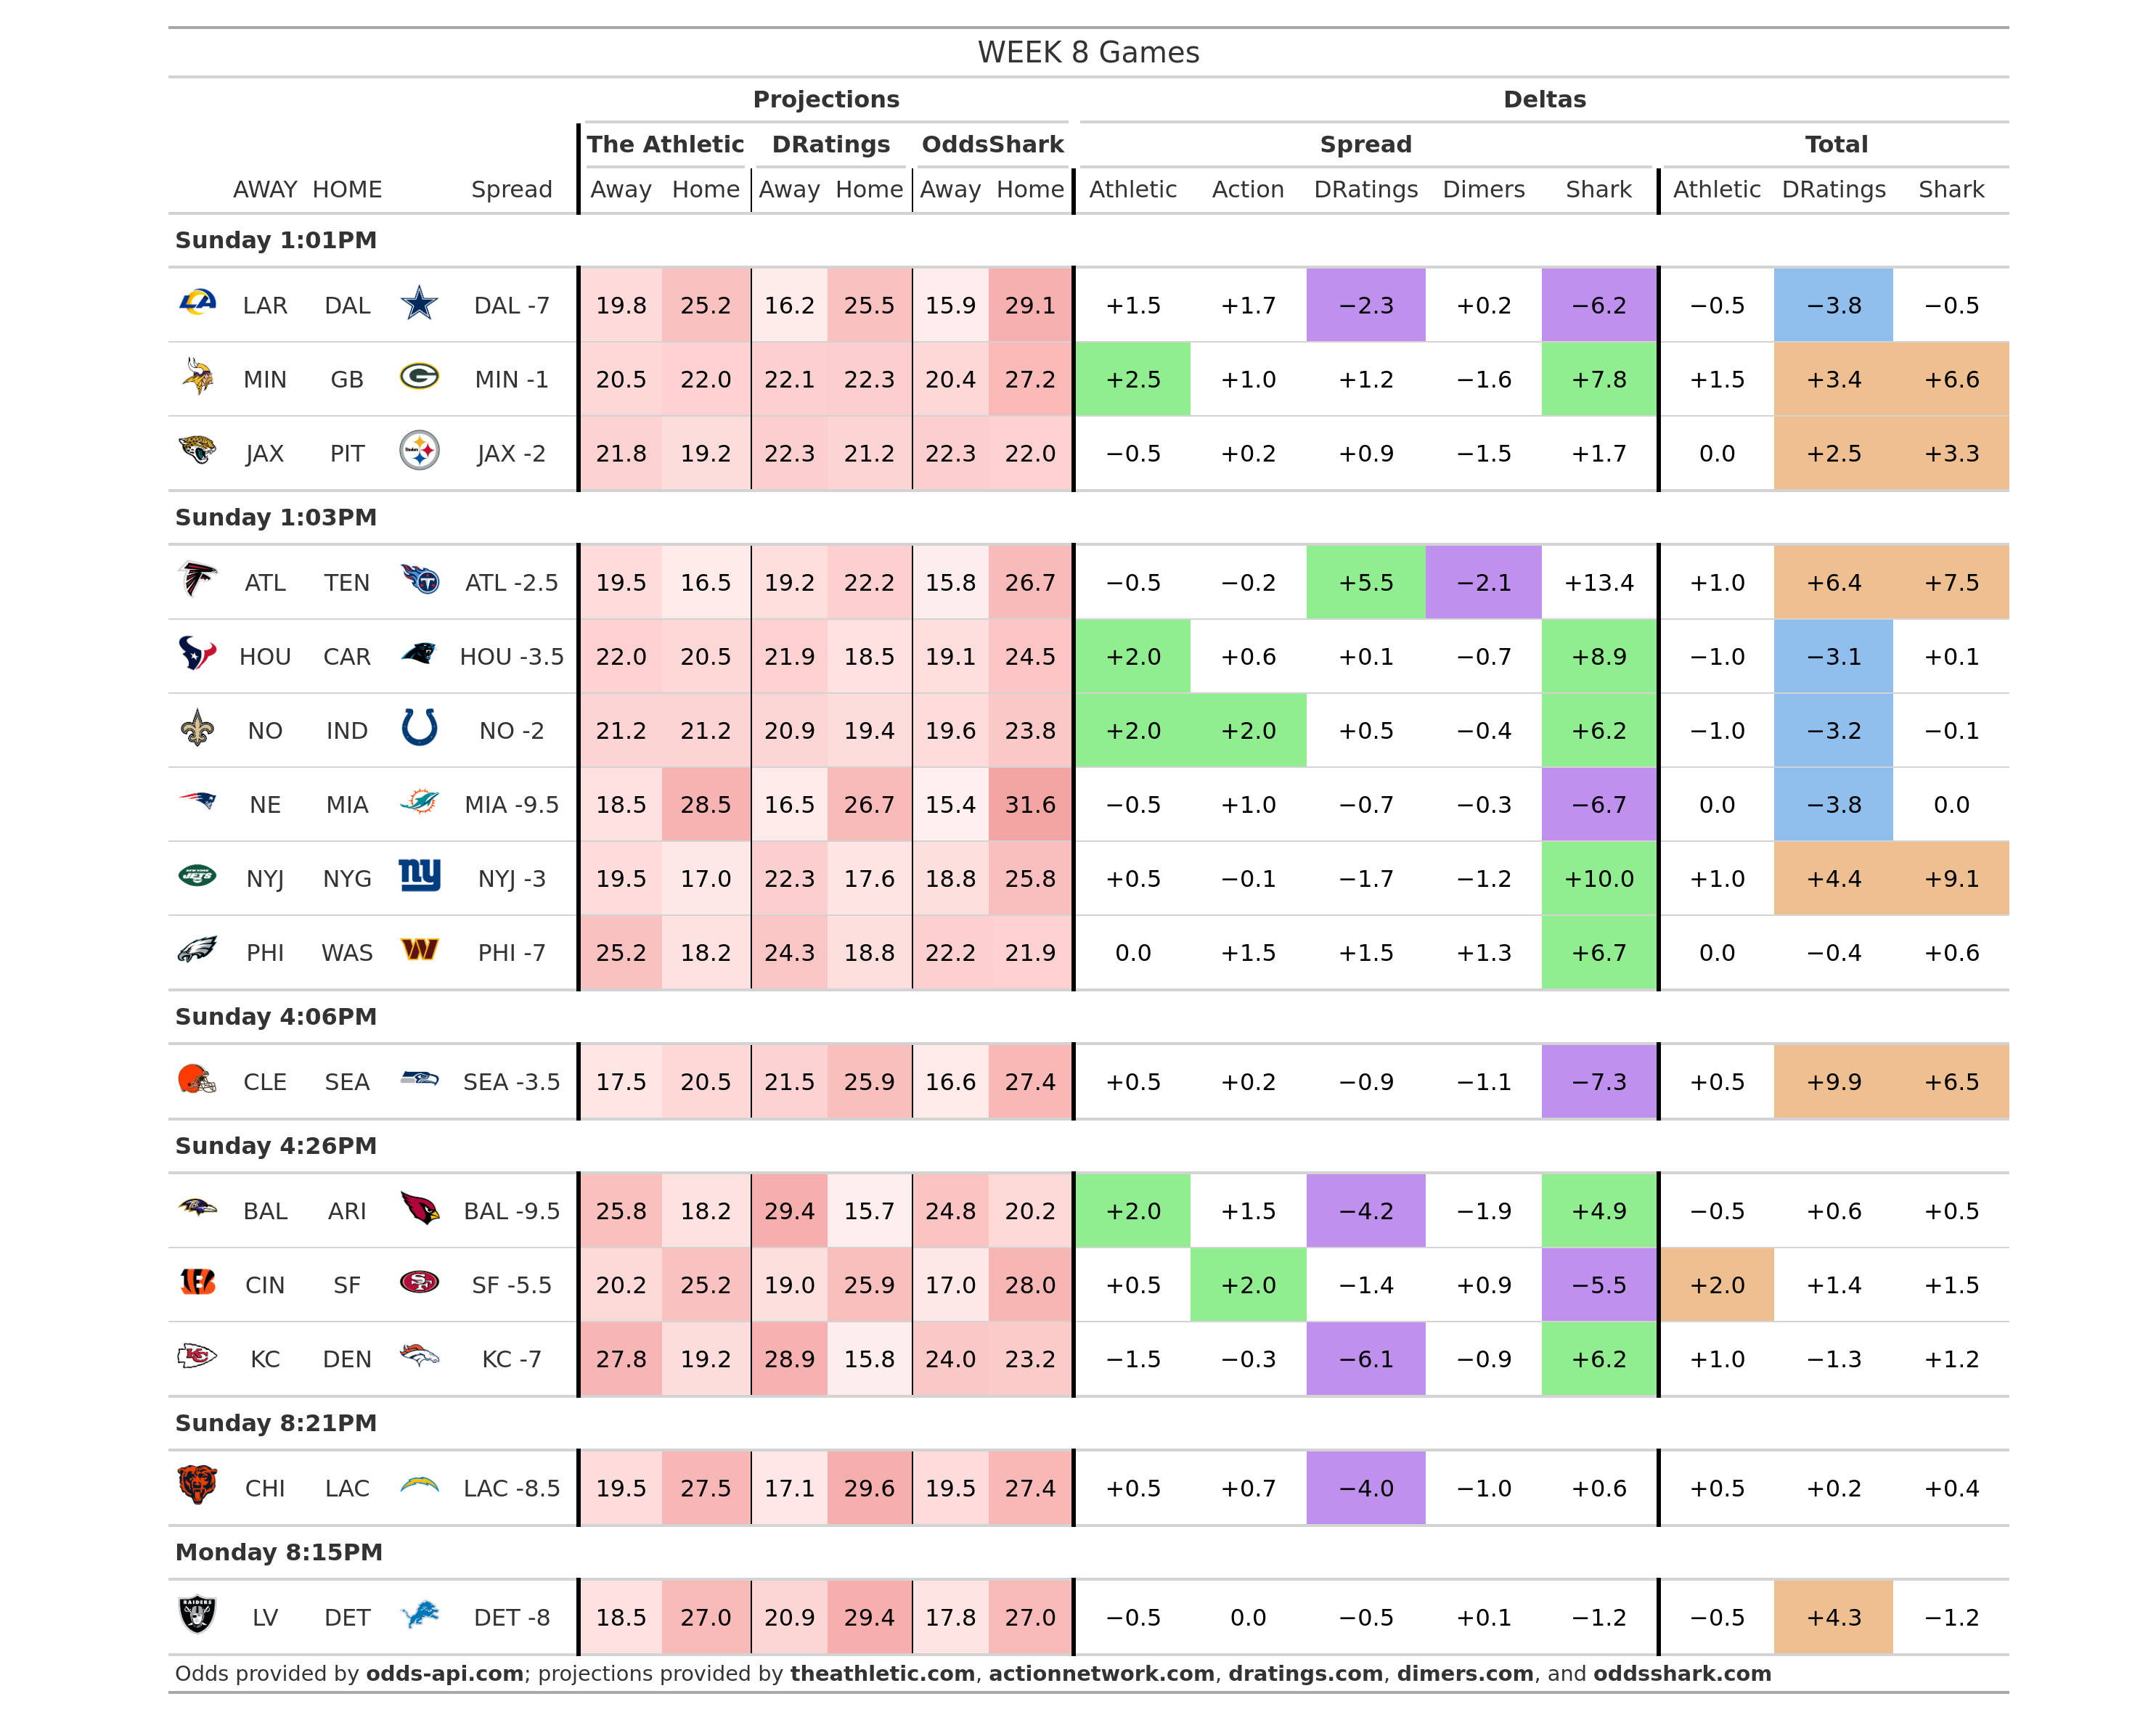 WEEK 8 Games
Projections Deltas
The Athletic DRatings OddsShark Spread Total
AWAY HOME Spread Away Home Away Home Away Home Athletic Action DRatings Dimers Shark Athletic DRatings Shark
Sunday 1:01PM
LAR DAL DAL -7 19.8 25.2 16.2 25.5 15.9 29.1 +1.5 +1.7 −2.3 +0.2 −6.2 −0.5 −3.8 −0.5
MIN GB MIN -1 20.5 22.0 22.1 22.3 20.4 27.2 +2.5 +1.0 +1.2 −1.6 +7.8 +1.5 +3.4 +6.6
JAX PIT JAX -2 21.8 19.2 22.3 21.2 22.3 22.0 −0.5 +0.2 +0.9 −1.5 +1.7 0.0 +2.5 +3.3
Sunday 1:03PM
ATL TEN ATL -2.5 19.5 16.5 19.2 22.2 15.8 26.7 −0.5 −0.2 +5.5 −2.1 +13.4 +1.0 +6.4 +7.5
HOU CAR HOU -3.5 22.0 20.5 21.9 18.5 19.1 24.5 +2.0 +0.6 +0.1 −0.7 +8.9 −1.0 −3.1 +0.1
NO IND NO -2 21.2 21.2 20.9 19.4 19.6 23.8 +2.0 +2.0 +0.5 −0.4 +6.2 −1.0 −3.2 −0.1
NE MIA MIA -9.5 18.5 28.5 16.5 26.7 15.4 31.6 −0.5 +1.0 −0.7 −0.3 −6.7 0.0 −3.8 0.0
NYJ NYG NYJ -3 19.5 17.0 22.3 17.6 18.8 25.8 +0.5 −0.1 −1.7 −1.2 +10.0 +1.0 +4.4 +9.1
PHI WAS PHI -7 25.2 18.2 24.3 18.8 22.2 21.9 0.0 +1.5 +1.5 +1.3 +6.7 0.0 −0.4 +0.6
Sunday 4:06PM
CLE SEA SEA -3.5 17.5 20.5 21.5 25.9 16.6 27.4 +0.5 +0.2 −0.9 −1.1 −7.3 +0.5 +9.9 +6.5
Sunday 4:26PM
BAL ARI BAL -9.5 25.8 18.2 29.4 15.7 24.8 20.2 +2.0 +1.5 −4.2 −1.9 +4.9 −0.5 +0.6 +0.5
CIN SF SF -5.5 20.2 25.2 19.0 25.9 17.0 28.0 +0.5 +2.0 −1.4 +0.9 −5.5 +2.0 +1.4 +1.5
KC DEN KC -7 27.8 19.2 28.9 15.8 24.0 23.2 −1.5 −0.3 −6.1 −0.9 +6.2 +1.0 −1.3 +1.2
Sunday 8:21PM
CHI LAC LAC -8.5 19.5 27.5 17.1 29.6 19.5 27.4 +0.5 +0.7 −4.0 −1.0 +0.6 +0.5 +0.2 +0.4
Monday 8:15PM
LV DET DET -8 18.5 27.0 20.9 29.4 17.8 27.0 −0.5 0.0 −0.5 +0.1 −1.2 −0.5 +4.3 −1.2
Odds provided by odds-api.com; projections provided by theathletic.com, actionnetwork.com, dratings.com, dimers.com, and oddsshark.com